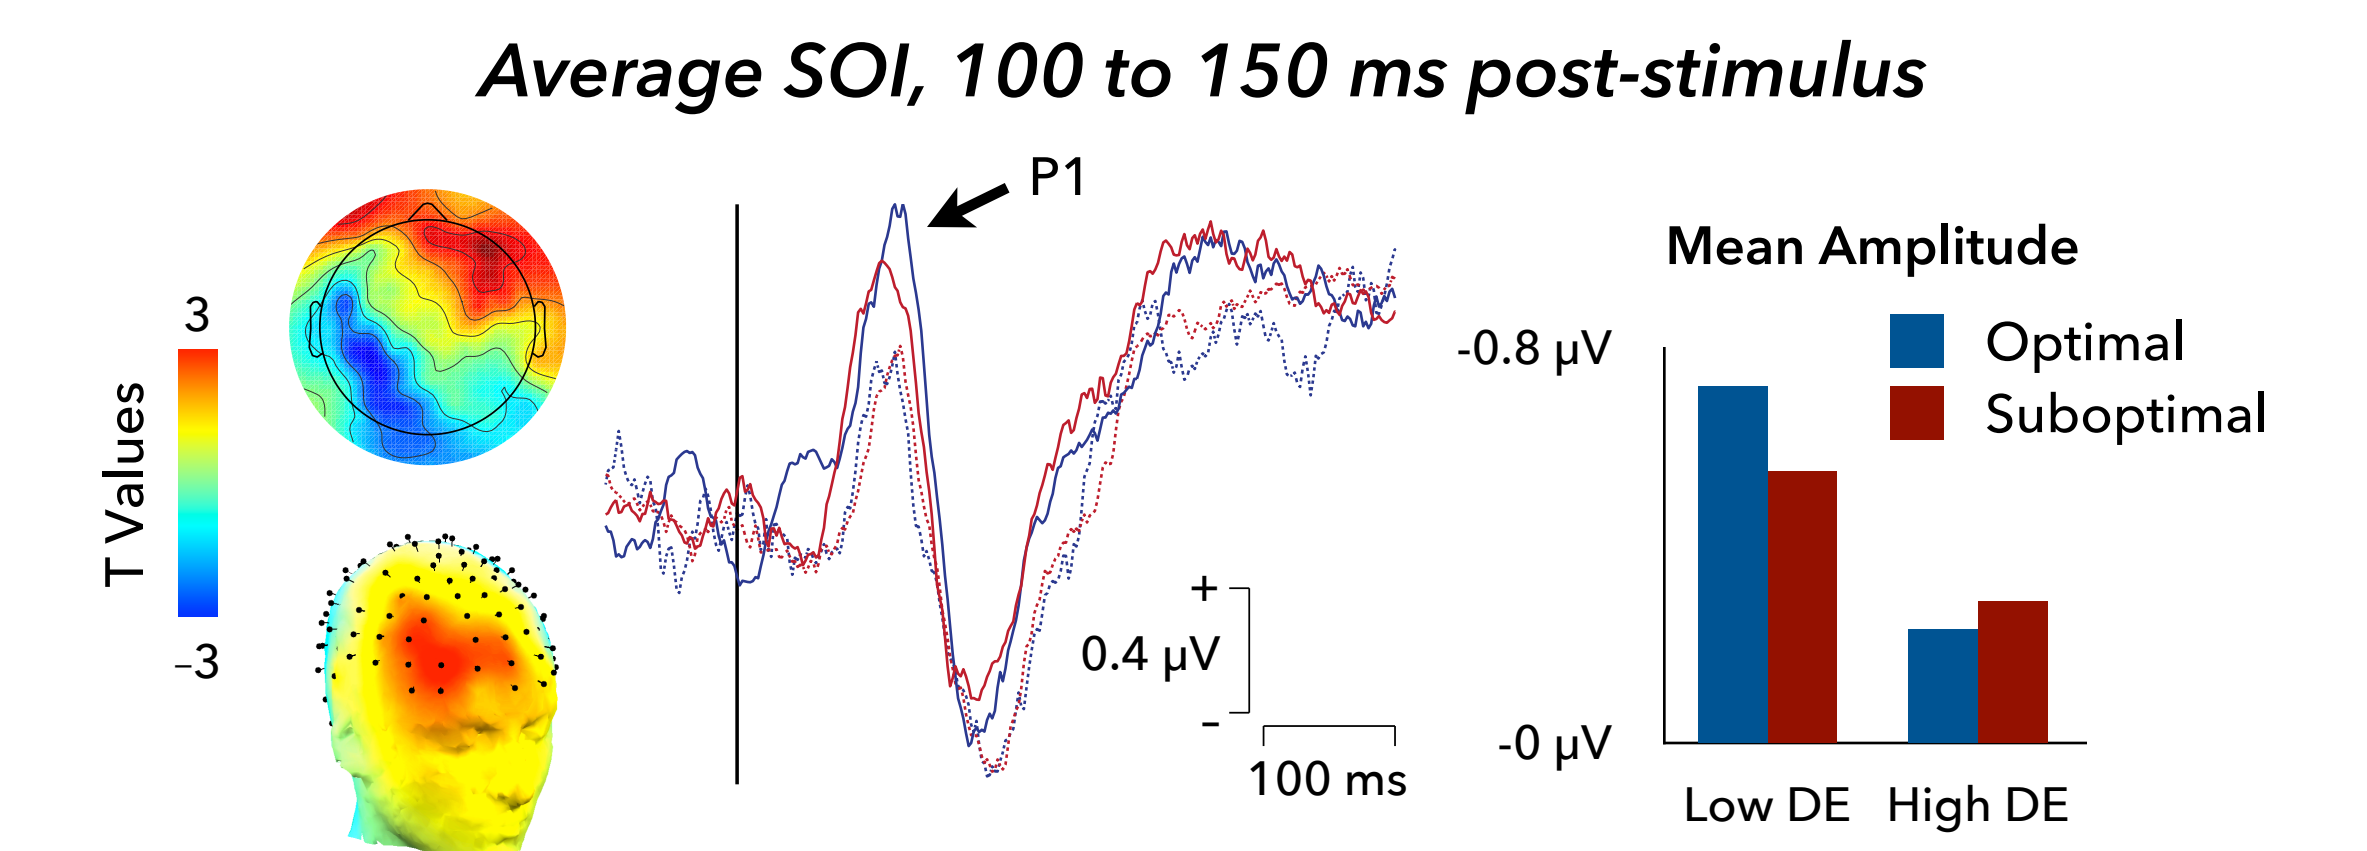 Average SOI, 100 to 150 ms post-stimulus
P1
Mean Amplitude
Optimal
Suboptimal
3
T Values
–3
+
0.4 µV
-
100 ms
-0.8 µV
-0 µV
Low DE
High DE